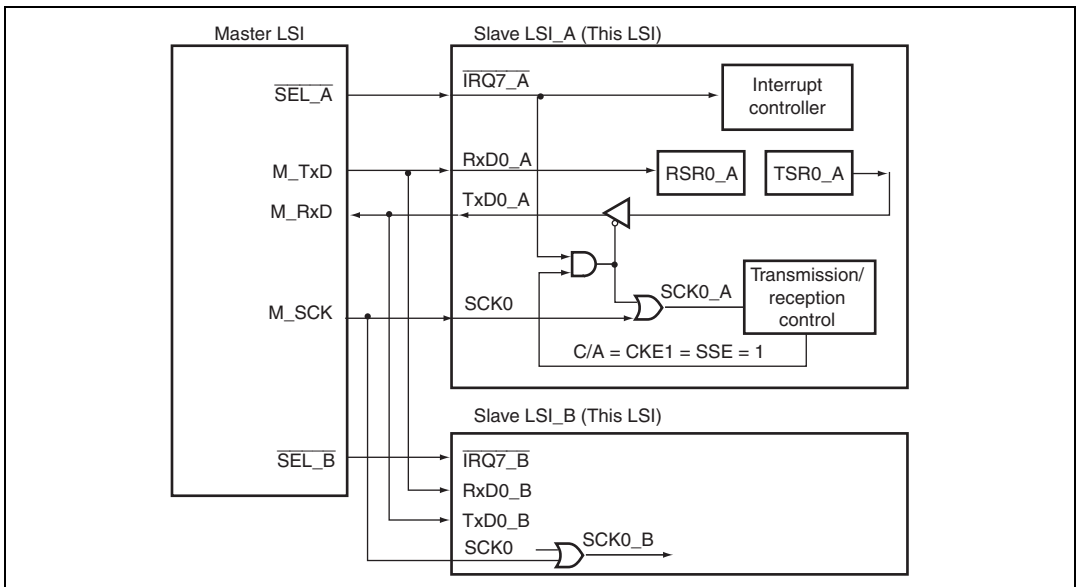 Master LSI
SEL_A
M_TxD
M_RxD
M_SCK
SEL_B
Slave LSI_A (This LSI)
IRQ7_A
Interrupt
controller
RxD0_A
RSR0_A
TSR0_A
TxD0_A
Transmission/
reception
control
SCK0_A
SCK0
C/A = CKE1 = SSE = 1
Slave LSI_B (This LSI)
IRQ7_B
RxD0_B
TxD0_B
SCK0
SCK0_B